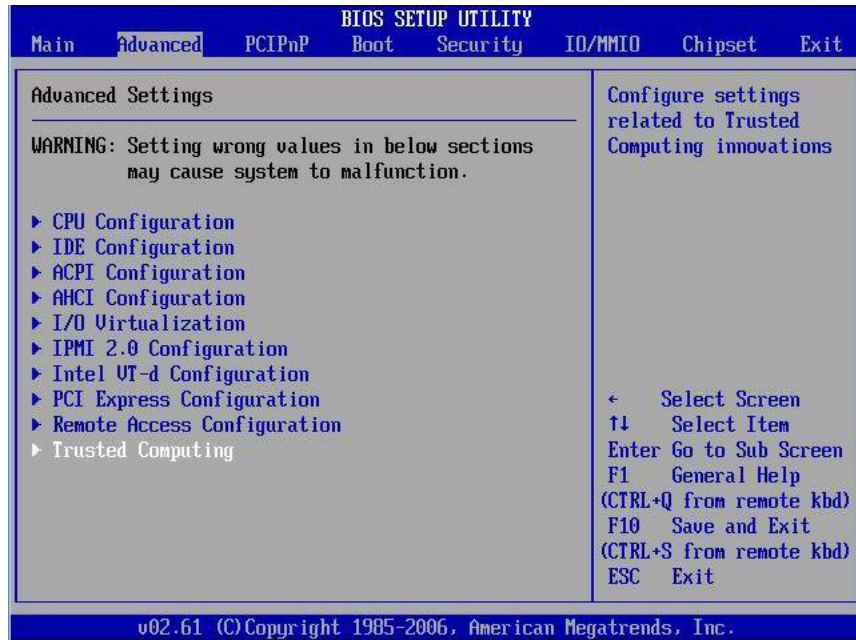 BIOS SETUP UTILITY
Main Advanced PCIPnP Boot Security IO/MMIO Chipset Exit
Advanced Settings
WARNING: Setting wrong values in below sections
may cause system to malfunction.
▶ CPU Configuration
▶ IDE Configuration
▶ ACPI Configuration
▶ AHCI Configuration
▶ I/O Virtualization
▶ IPMI 2.0 Configuration
▶ Intel VT-d Configuration
▶ PCI Express Configuration
▶ Remote Access Configuration
▶ Trusted Computing
Configure settings
related to Trusted
Computing innovations
← Select Screen
↑↓ Select Item
Enter Go to Sub Screen
F1 General Help
(CTRL+Q from remote kbd)
F10 Save and Exit
(CTRL+S from remote kbd)
ESC Exit
v02.61 (C)Copyright 1985-2006, American Megatrends, Inc.